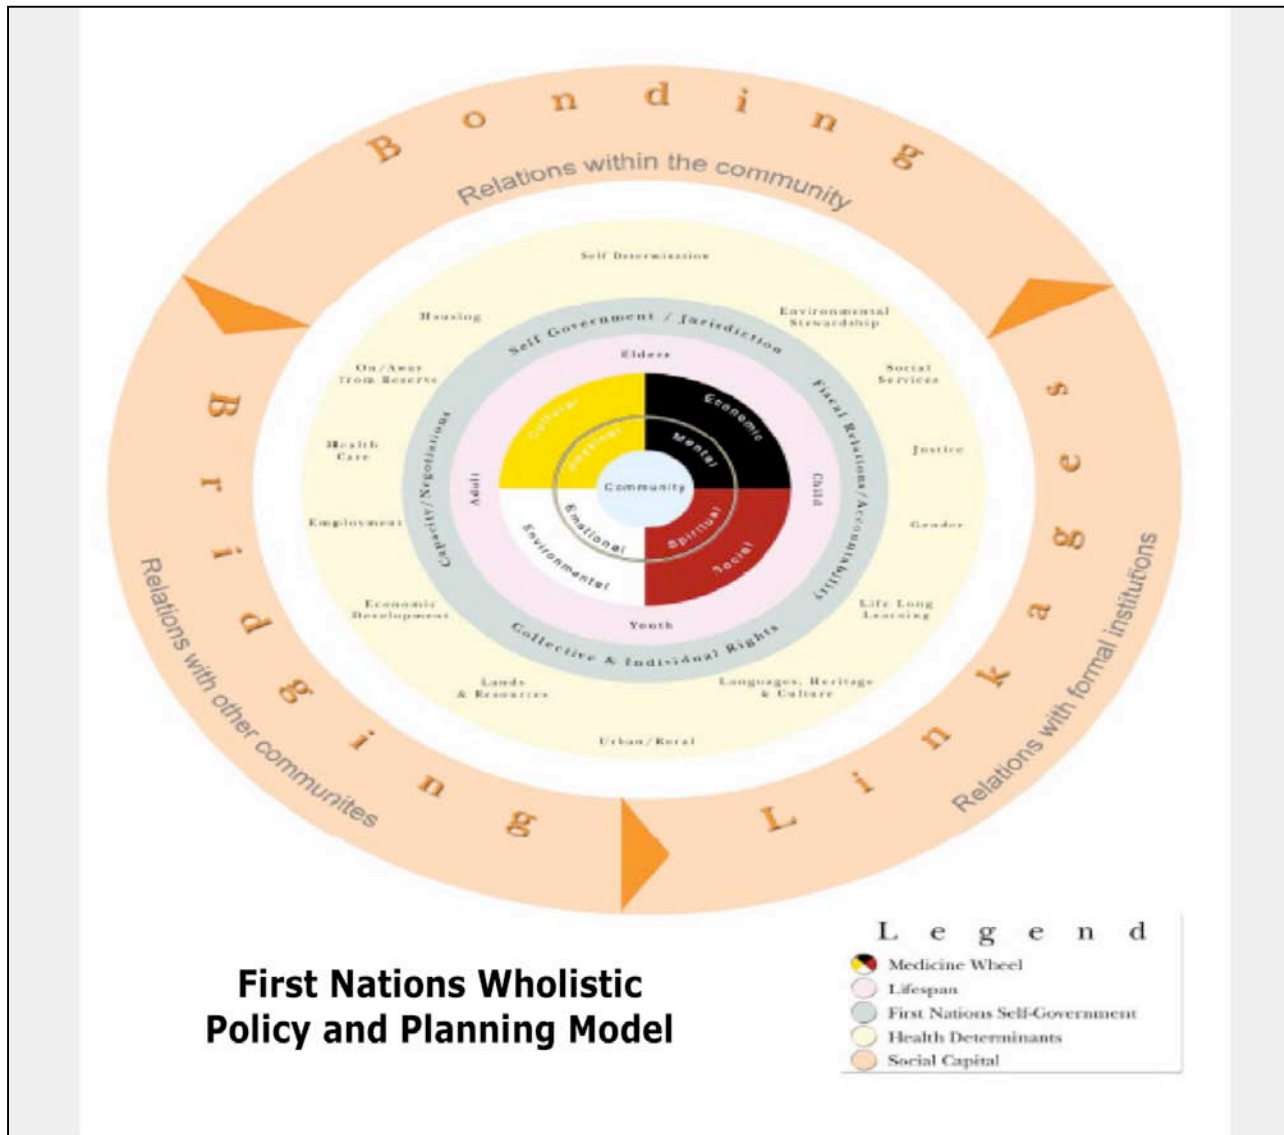 Bonding
Relations within the community
Self Determination
Housing
Environmental
Stewardship
On/Away
from Reserve
Social
Services
Health
Care
Justice
Employment
Gender
Economic
Development
Life Long
Learning
Lands
& Resources
Languages, Heritage
& Culture
Urban/Rural
Self Government / Jurisdiction
Fiscal Relations/Accountability
Collective & Individual Rights
Capacity/Negotiations
Elders
Child
Youth
Adult
Cultural
Economic
Social
Environmental
Physical
Mental
Spiritual
Emotional
Community
Bridging
Relations with other communites
Linkages
Relations with formal institutions
First Nations Wholistic
Policy and Planning Model
Legend
Medicine Wheel
Lifespan
First Nations Self-Government
Health Determinants
Social Capital